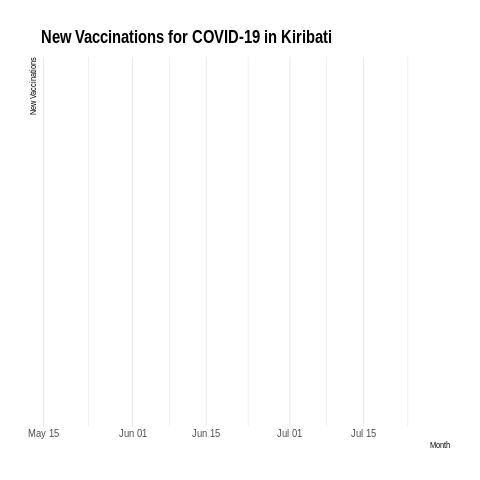 New Vaccinations for COVID-19 in Kiribati
New Vaccinations
May 15
Jun 01
Jun 15
Jul 01
Jul 15
Month